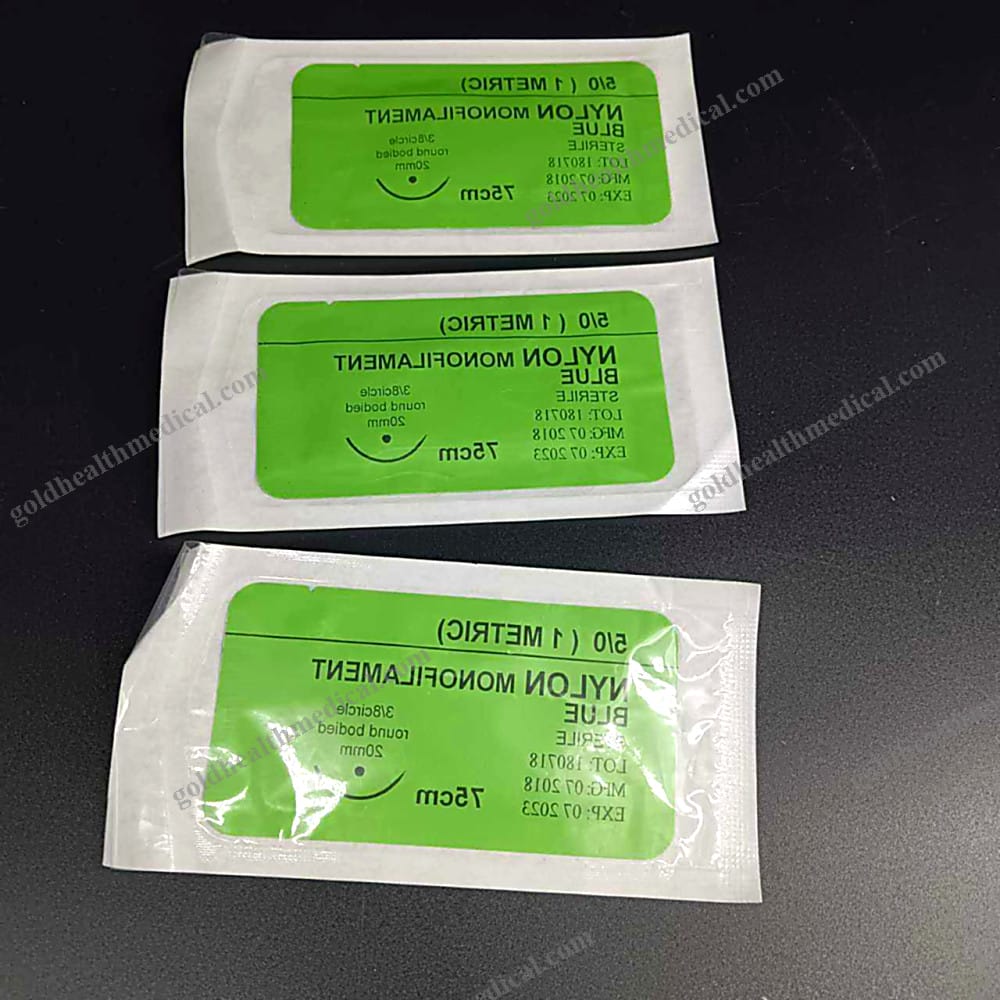 5/0 ( 1 METRIC)
NYLON MONOFILAMENT
BLUE
STERILE
LOT: 180718
MFG: 07 2018
EXP: 07 2023
3/8circle
round bodied
20mm
75cm
goldhealthmedical.com
5/0 ( 1 METRIC)
NYLON MONOFILAMENT
BLUE
STERILE
LOT: 180718
MFG: 07 2018
EXP: 07 2023
3/8circle
round bodied
20mm
75cm
goldhealthmedical.com
goldhealthmedical.com
5/0 ( 1 METRIC)
NYLON MONOFILAMENT
BLUE
STERILE
LOT: 180718
MFG: 07 2018
EXP: 07 2023
3/8circle
round bodied
20mm
75cm
goldhealthmedical.com